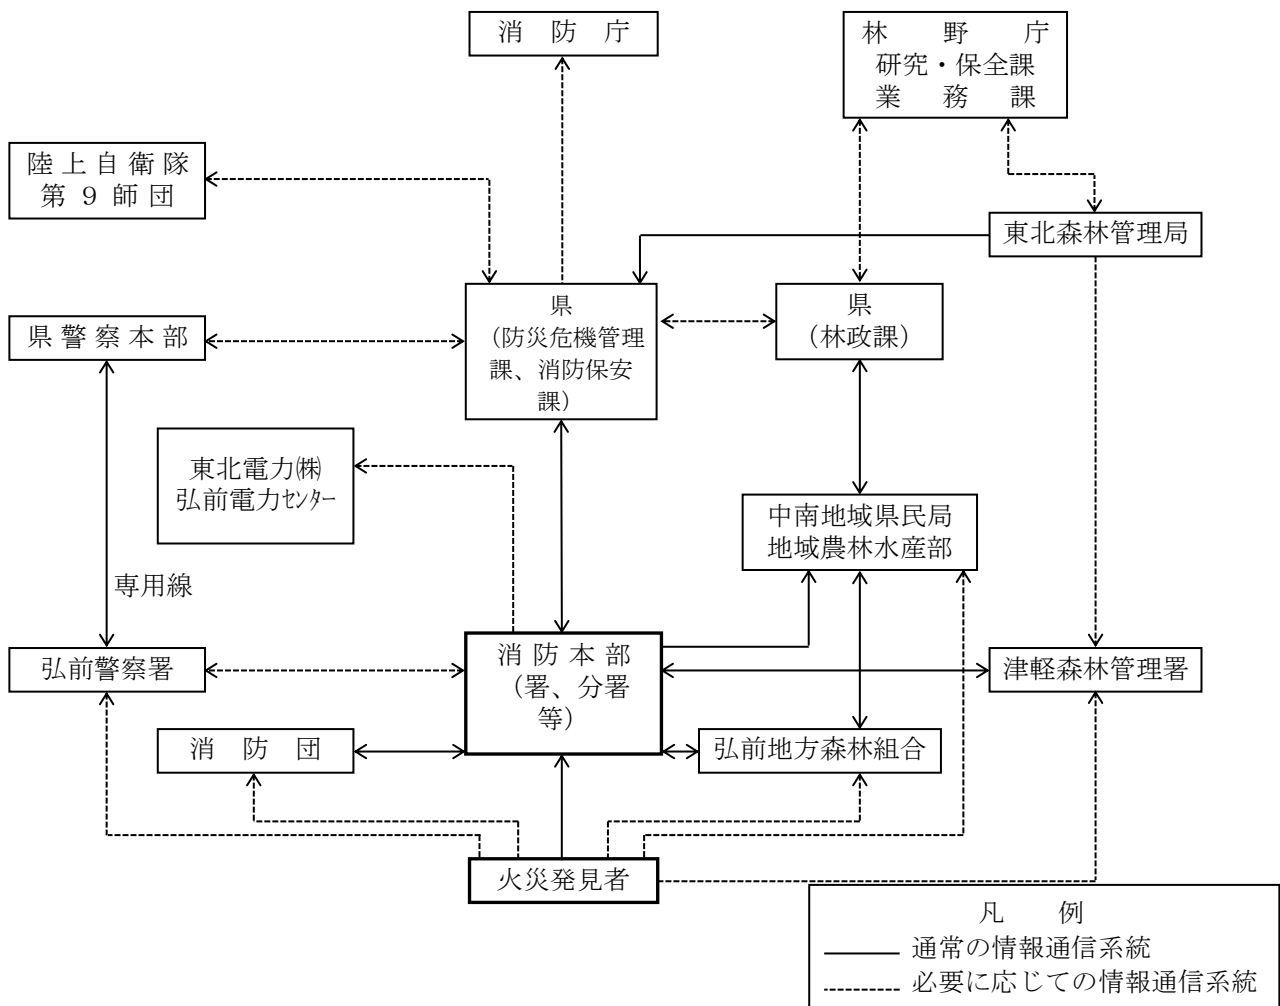 消　防　庁
林　野　庁
研究・保全課
業　務　課
陸上自衛隊
第９師団
東北森林管理局
県
（防災危機管理
課、消防保安
課）
県
（林政課）
県警察本部
東北電力㈱
弘前電力ｾﾝﾀｰ
中南地域県民局
地域農林水産部
専用線
弘前警察署
消防本部
（署、分署
等）
津軽森林管理署
消　防　団
弘前地方森林組合
火災発見者
凡　例
通常の情報通信系統
必要に応じての情報通信系統